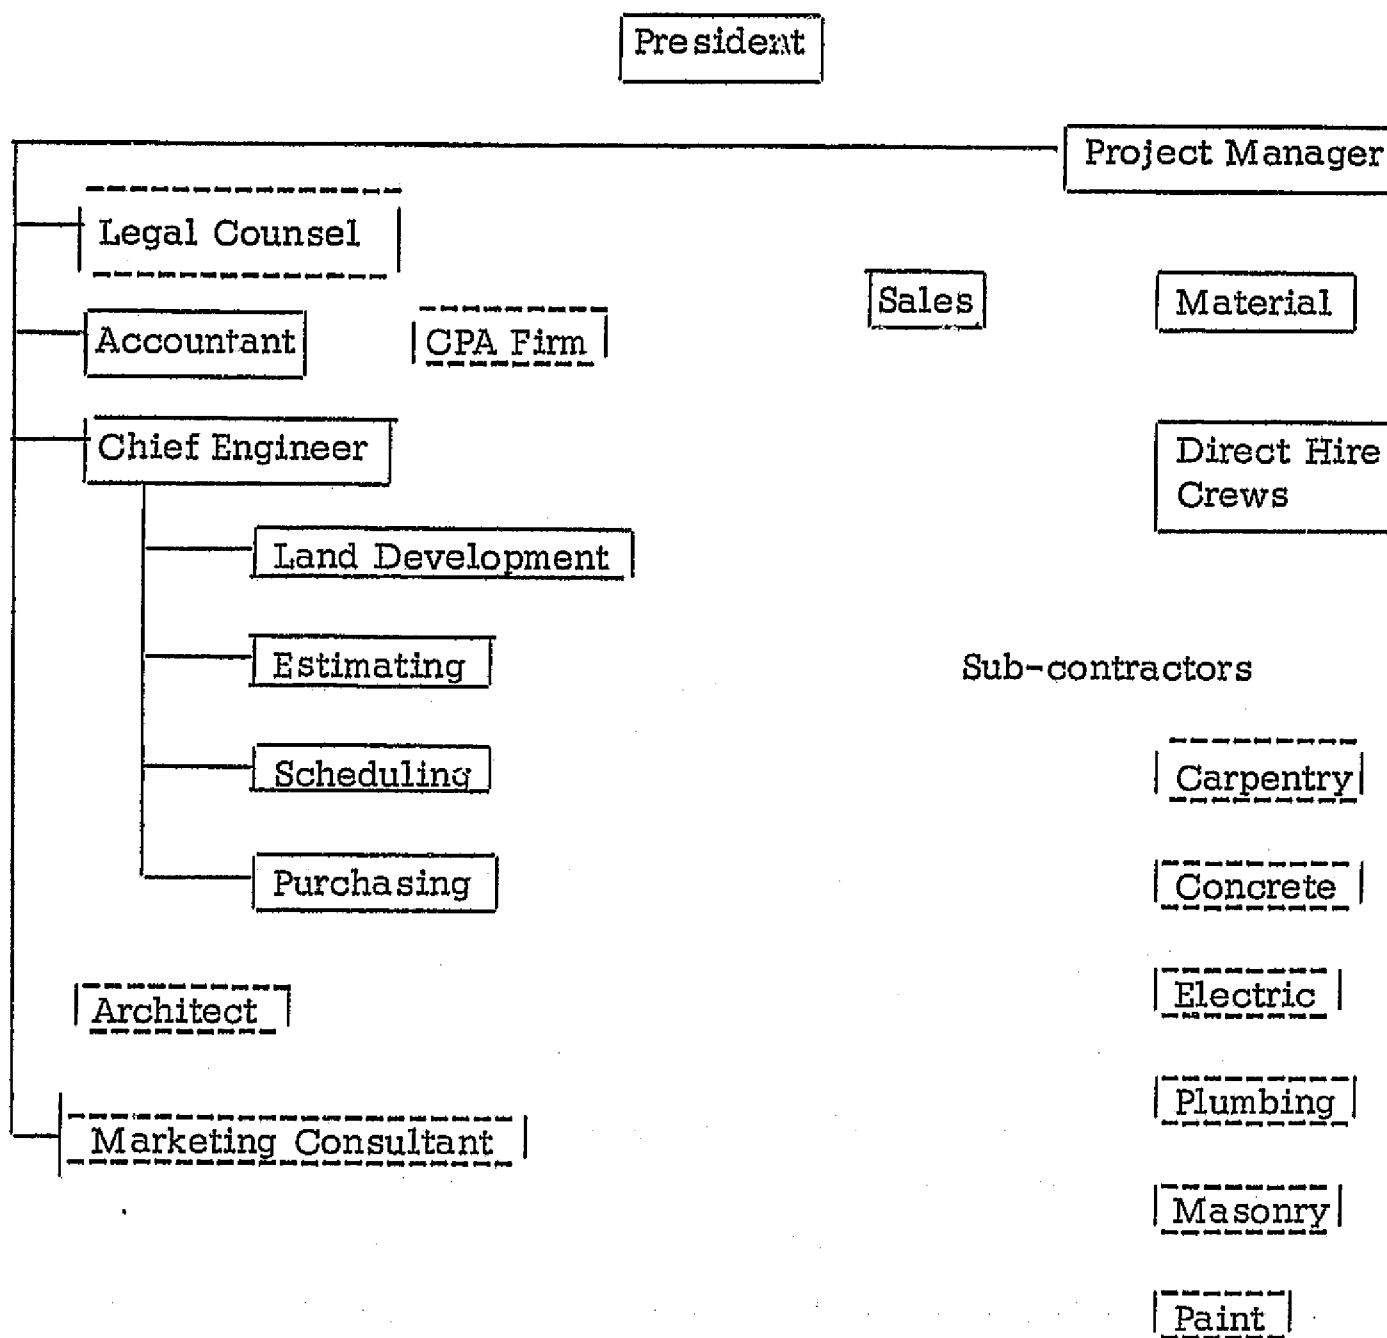 President
Project Manager
Legal Counsel
Sales
Material
Accountant
CPA Firm
Chief Engineer
Direct Hire
Crews
Land Development
Estimating
Sub-contractors
Scheduling
Carpentry
Purchasing
Concrete
Architect
Electric
Marketing Consultant
Plumbing
Masonry
Paint